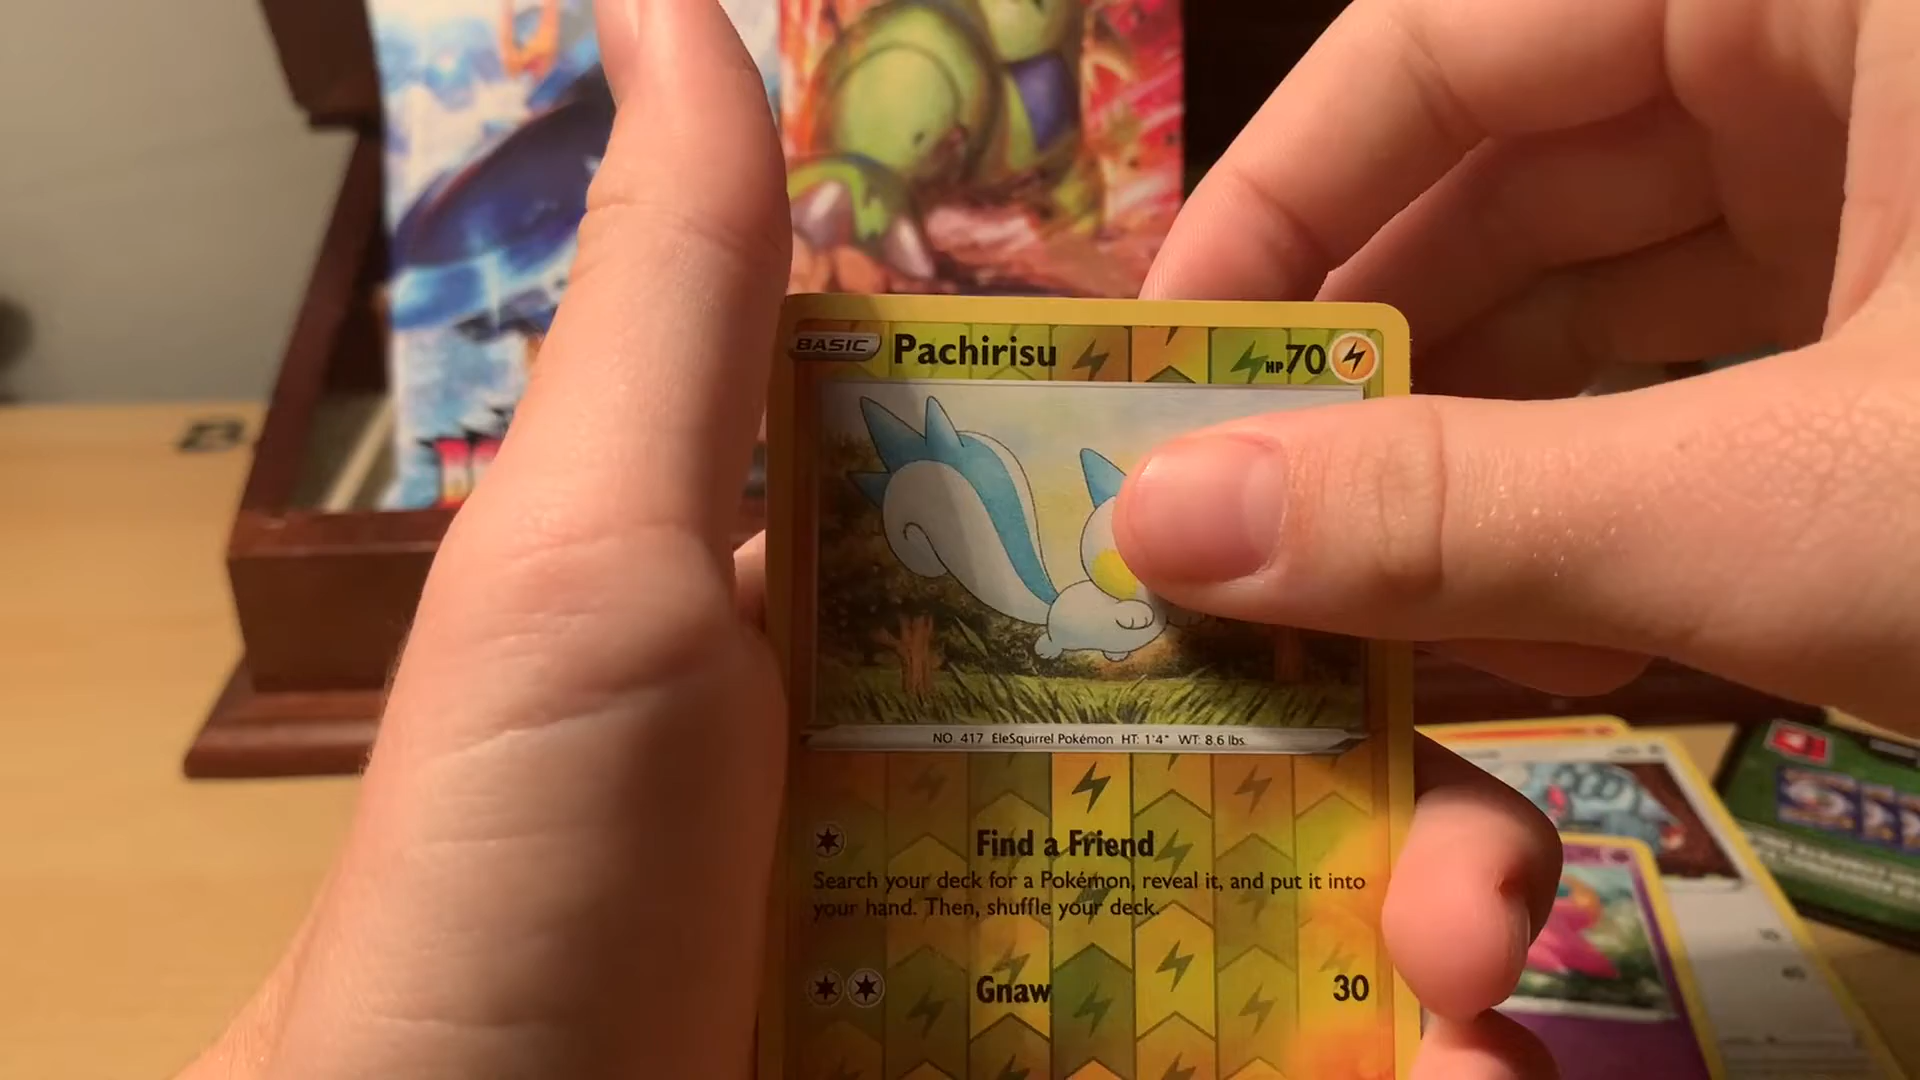 BASIC Pachirisu HP 70
NO. 417 EleSquirrel Pokémon HT: 1'4" WT: 8.6 lbs.
Find a Friend
Search your deck for a Pokémon, reveal it, and put it into
your hand. Then, shuffle your deck.
Gnaw 30